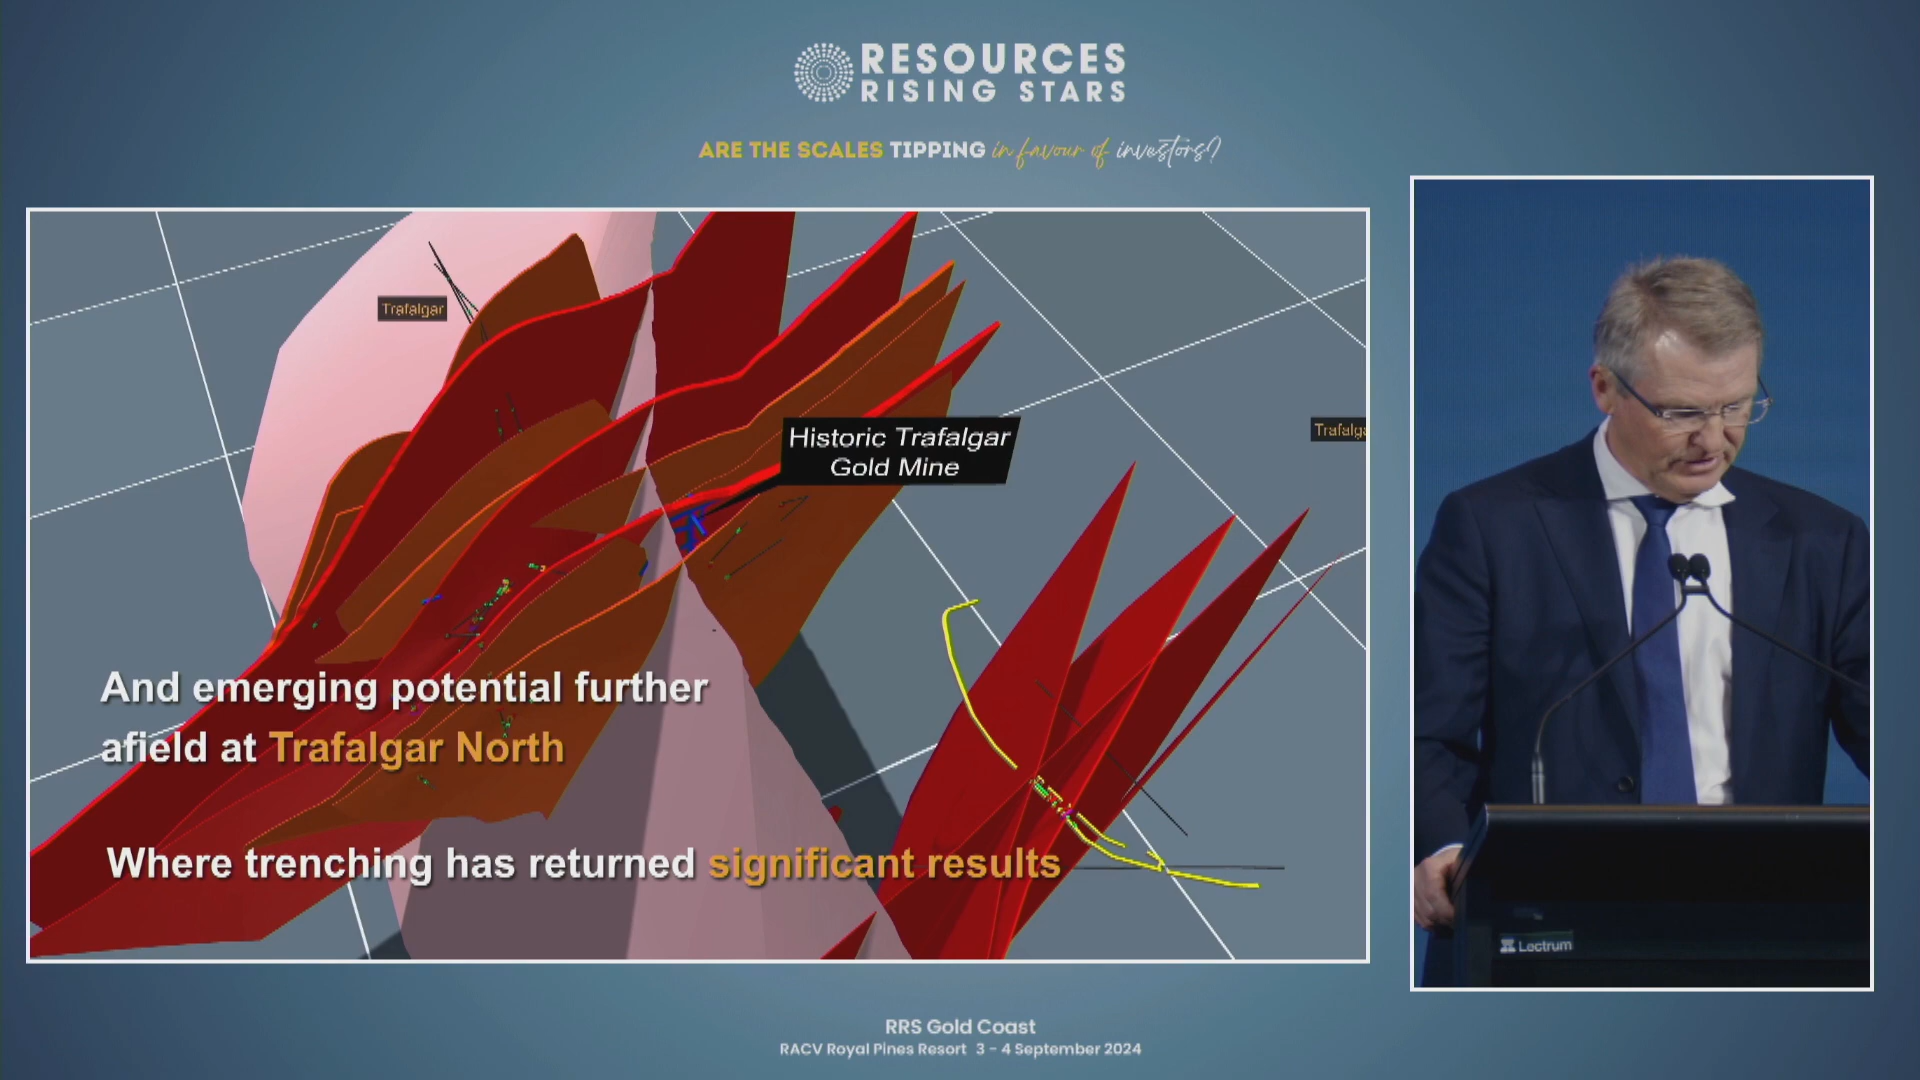 RESOURCES
RISING STARS
ARE THE SCALES TIPPING in favour of investors?
Trafalgar
Historic Trafalgar
Gold Mine
Trafalga
And emerging potential further
afield at Trafalgar North
Where trenching has returned significant results
Lectrum
RRS Gold Coast
RACV Royal Pines Resort 3 - 4 September 2024